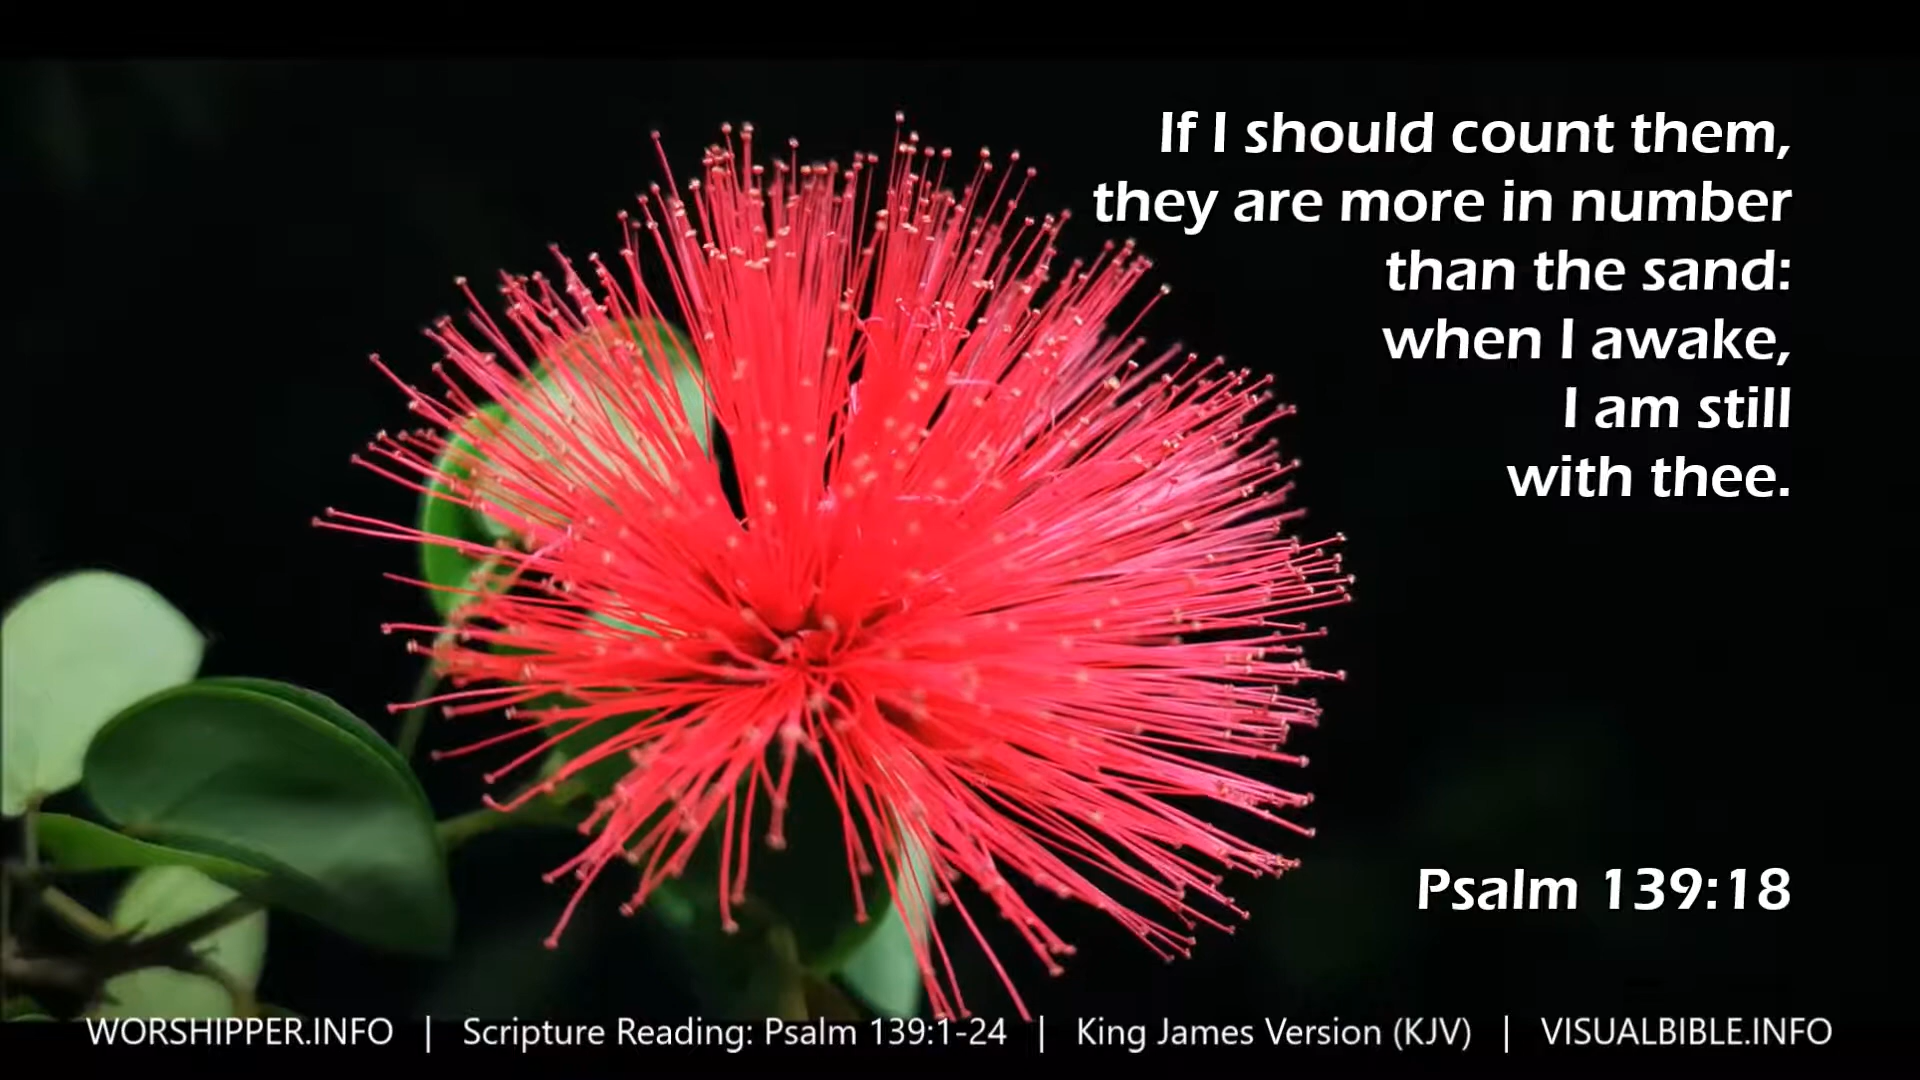 If I should count them,
they are more in number
than the sand:
when I awake,
I am still
with thee.
Psalm 139:18
WORSHIPPER.INFO | Scripture Reading: Psalm 139:1-24 | King James Version (KJV) | VISUALBIBLE.INFO